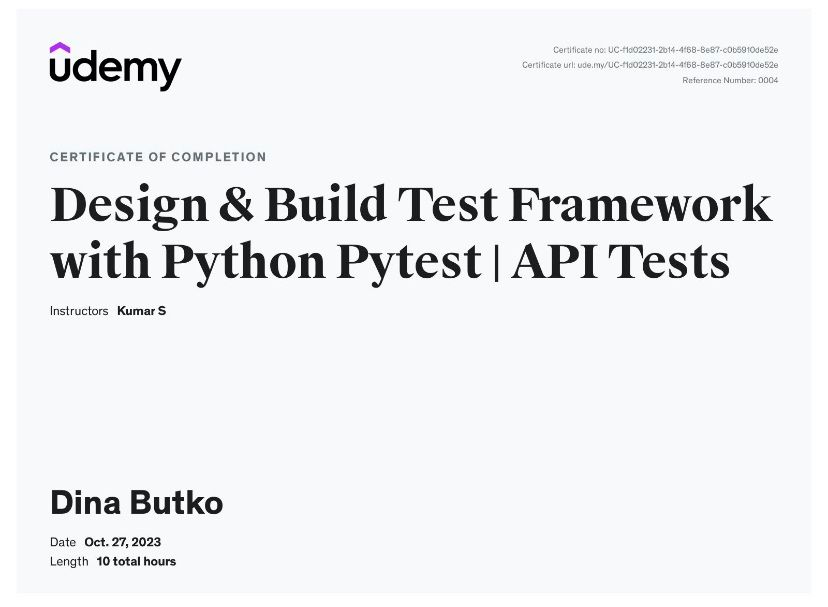 udemy
Certificate no: UC-f1d02231-2b14-4f68-8e87-c0b5910de52e
Certificate url: ude.my/UC-f1d02231-2b14-4f68-8e87-c0b5910de52e
Reference Number: 0004
CERTIFICATE OF COMPLETION
Design & Build Test Framework
with Python Pytest | API Tests
Instructors Kumar S
Dina Butko
Date Oct. 27, 2023
Length 10 total hours